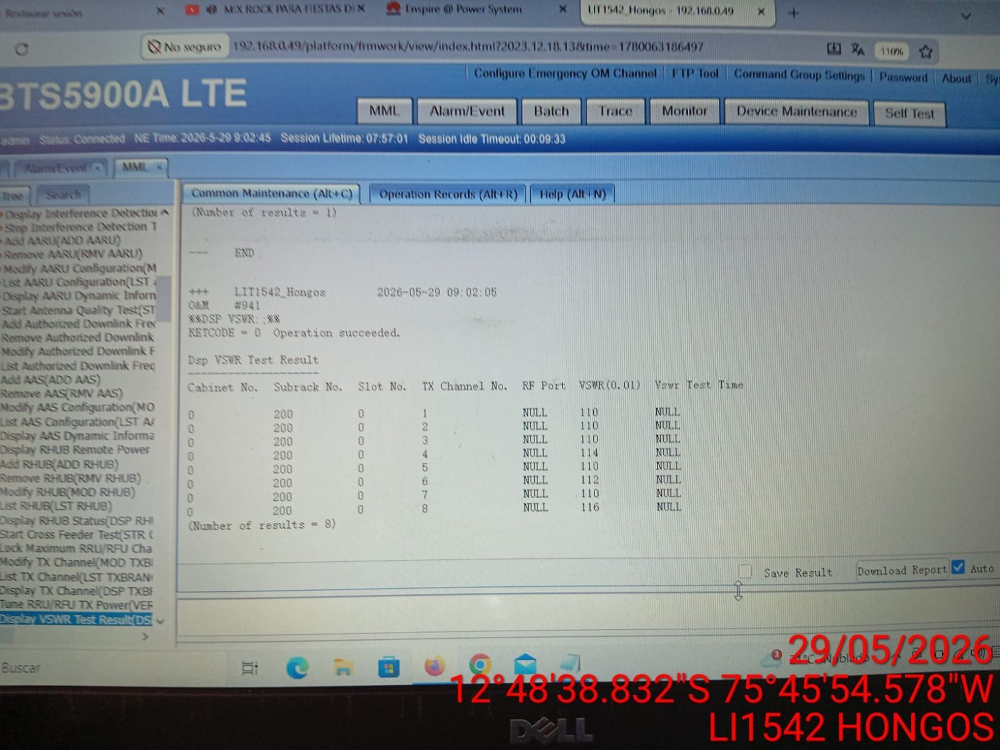 Restaurar sesión
MIX ROCK PARA FIESTAS DE
Enspire @ Power System
LIT1542_Hongos - 192.168.0.49
No seguro
192.168.0.49/platform/frmwork/view/index.html?2023.12.18.13&time=1780063186497
110%
Configure Emergency OM Channel | FTP Tool | Command Group Settings | Password | About | Sy
BTS5900A LTE
MML
Alarm/Event
Batch
Trace
Monitor
Device Maintenance
Self Test
admin Status: Connected NE Time: 2026-5-29 9:02:45 Session Lifetime: 07:57:01 Session Idle Timeout: 00:09:33
Alarm/Event
MML
Tree
Search
Common Maintenance (Alt+C)
Operation Records (Alt+R)
Help (Alt+N)
Display Interference Detection
Stop Interference Detection T
Add AARU(ADD AARU)
Remove AARU(RMV AARU)
Modify AARU Configuration(M
List AARU Configuration(LST
Display AARU Dynamic Inform
Start Antenna Quality Test(ST
Add Authorized Downlink Frec
Remove Authorized Downlink
Modify Authorized Downlink F
List Authorized Downlink Freq
Add AAS(ADD AAS)
Remove AAS(RMV AAS)
Modify AAS Configuration(MO
List AAS Configuration(LST A
Display AAS Dynamic Informa
Display RHUB Remote Power
Add RHUB(ADD RHUB)
Remove RHUB(RMV RHUB)
Modify RHUB(MOD RHUB)
List RHUB(LST RHUB)
Display RHUB Status(DSP RH
Start Cross Feeder Test(STR C
Lock Maximum RRU/RFU Cha
Modify TX Channel(MOD TXB
List TX Channel(LST TXBRAN
Display TX Channel(DSP TXB
Tune RRU/RFU TX Power(VER
Display VSWR Test Result(DS
(Number of results = 1)
--- END
+++ LIT1542_Hongos 2026-05-29 09:02:05
O&M #941
%%DSP VSWR:;%%
RETCODE = 0 Operation succeeded.
Dsp VSWR Test Result
--------------------
Cabinet No. Subrack No. Slot No. TX Channel No. RF Port VSWR(0.01) Vswr Test Time
0 200 0 1 NULL 110 NULL
0 200 0 2 NULL 110 NULL
0 200 0 3 NULL 110 NULL
0 200 0 4 NULL 114 NULL
0 200 0 5 NULL 110 NULL
0 200 0 6 NULL 112 NULL
0 200 0 7 NULL 110 NULL
0 200 0 8 NULL 116 NULL
(Number of results = 8)
Save Result
Download Report
Auto
Buscar
3
Nublado
29/05/2026
12°48'38.832"S 75°45'54.578"W
LI1542 HONGOS
DELL